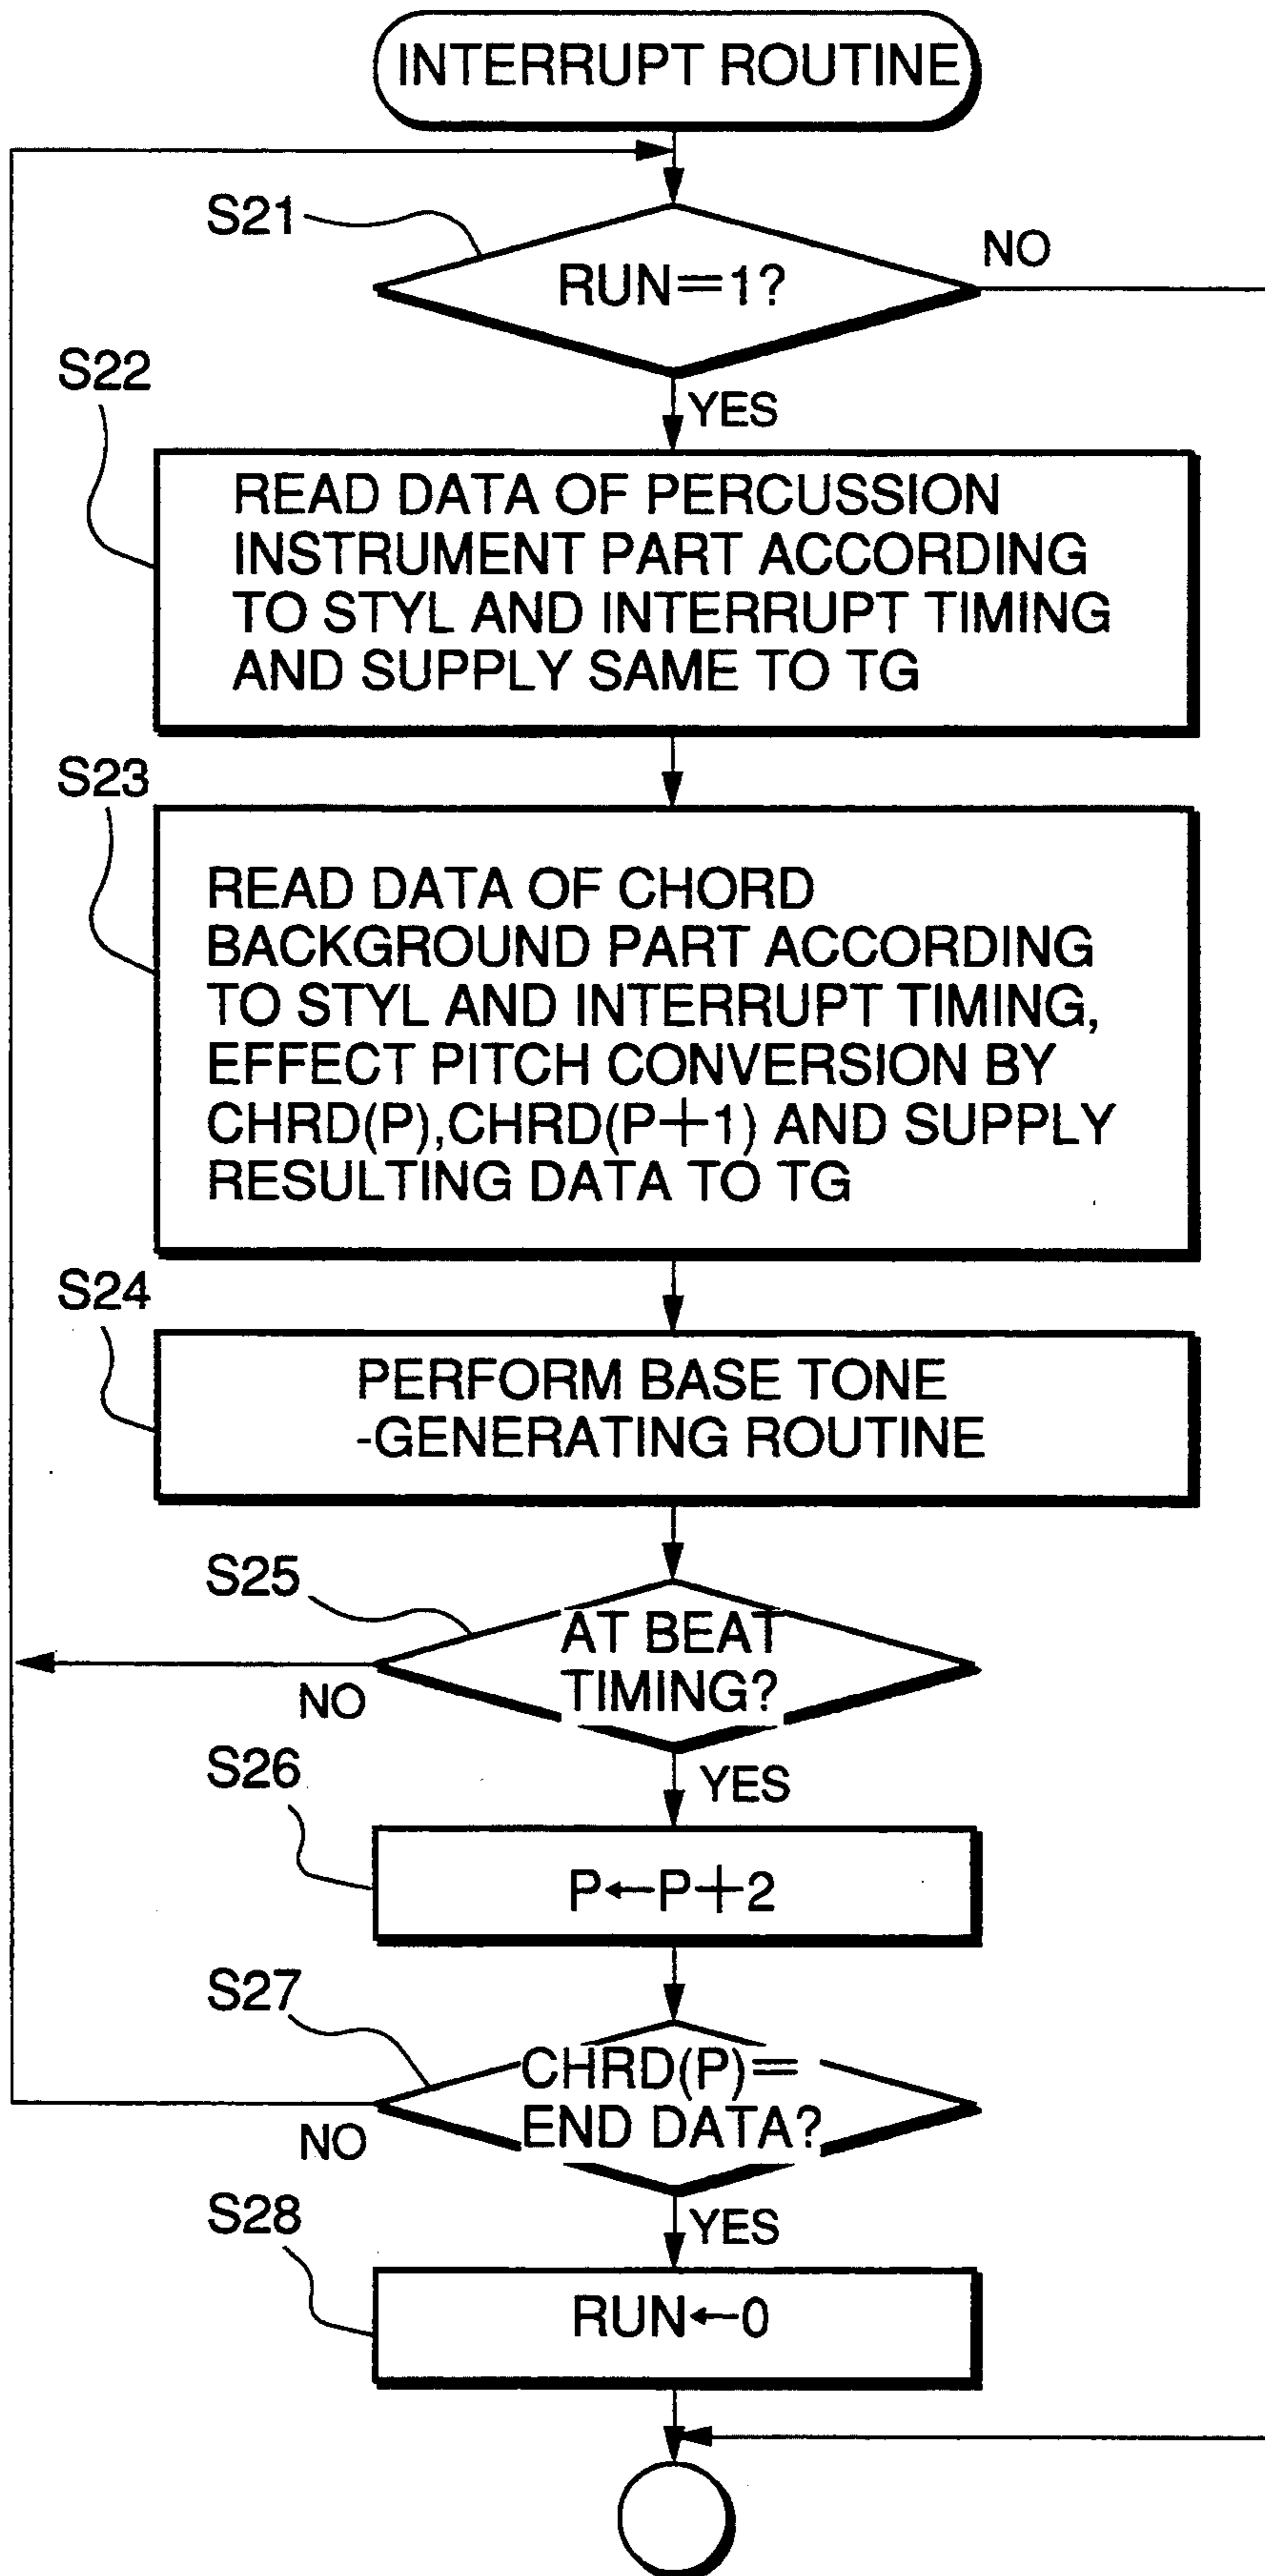 INTERRUPT ROUTINE
S21
RUN=1?
NO
YES
S22
READ DATA OF PERCUSSION
INSTRUMENT PART ACCORDING
TO STYL AND INTERRUPT TIMING
AND SUPPLY SAME TO TG
S23
READ DATA OF CHORD
BACKGROUND PART ACCORDING
TO STYL AND INTERRUPT TIMING,
EFFECT PITCH CONVERSION BY
CHRD(P),CHRD(P+1) AND SUPPLY
RESULTING DATA TO TG
S24
PERFORM BASE TONE
-GENERATING ROUTINE
S25
AT BEAT
TIMING?
NO
YES
S26
P←P+2
S27
CHRD(P)=
END DATA?
NO
YES
S28
RUN←0